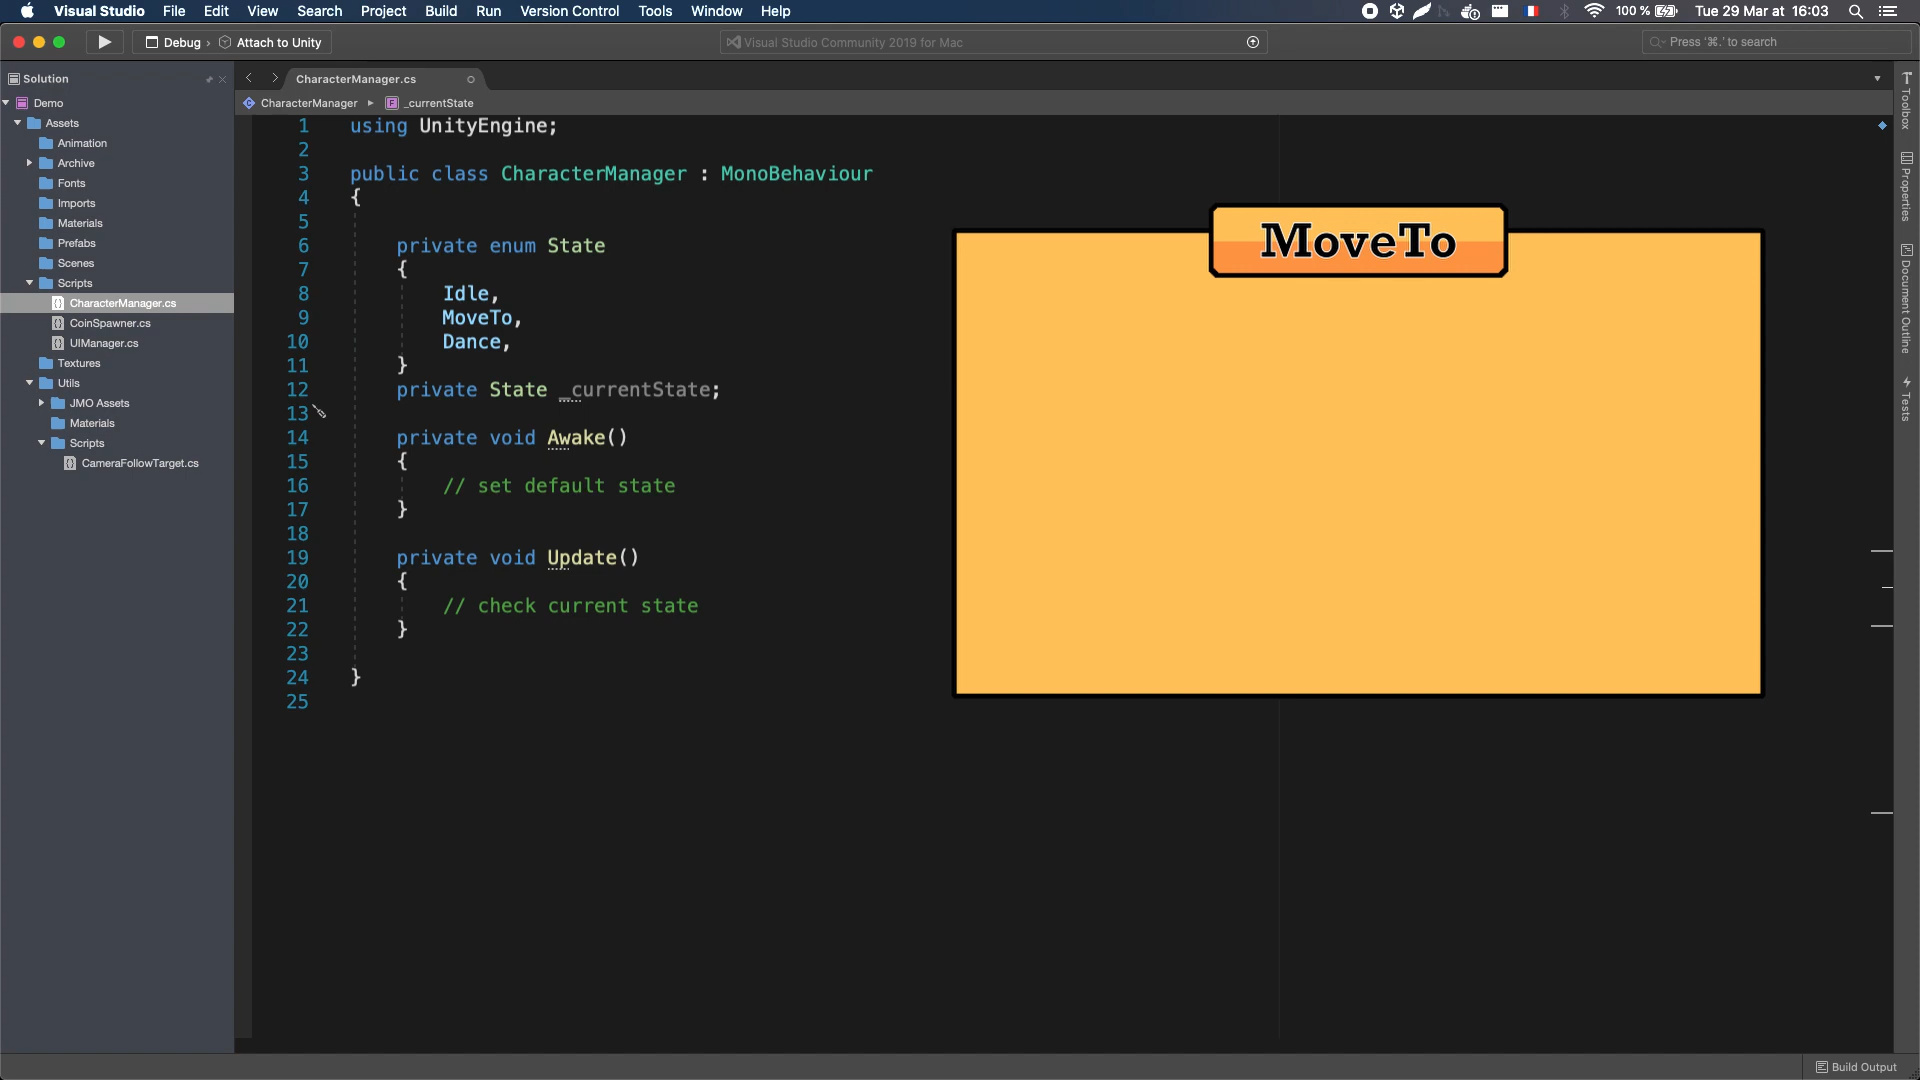 Visual Studio File Edit View Search Project Build Run Version Control Tools Window Help 100 % Tue 29 Mar at 16:03
Debug › Attach to Unity Visual Studio Community 2019 for Mac Press '⌘.' to search
Solution
Demo
Assets
Animation
Archive
Fonts
Imports
Materials
Prefabs
Scenes
Scripts
CharacterManager.cs
CoinSpawner.cs
UIManager.cs
Textures
Utils
JMO Assets
Materials
Scripts
CameraFollowTarget.cs
CharacterManager.cs
CharacterManager _currentState
1 using UnityEngine;
2
3 public class CharacterManager : MonoBehaviour
4 {
5
6 private enum State
7 {
8 Idle,
9 MoveTo,
10 Dance,
11 }
12 private State _currentState;
13
14 private void Awake()
15 {
16 // set default state
17 }
18
19 private void Update()
20 {
21 // check current state
22 }
23
24 }
25
MoveTo
Toolbox
Properties
Document Outline
Tests
Build Output